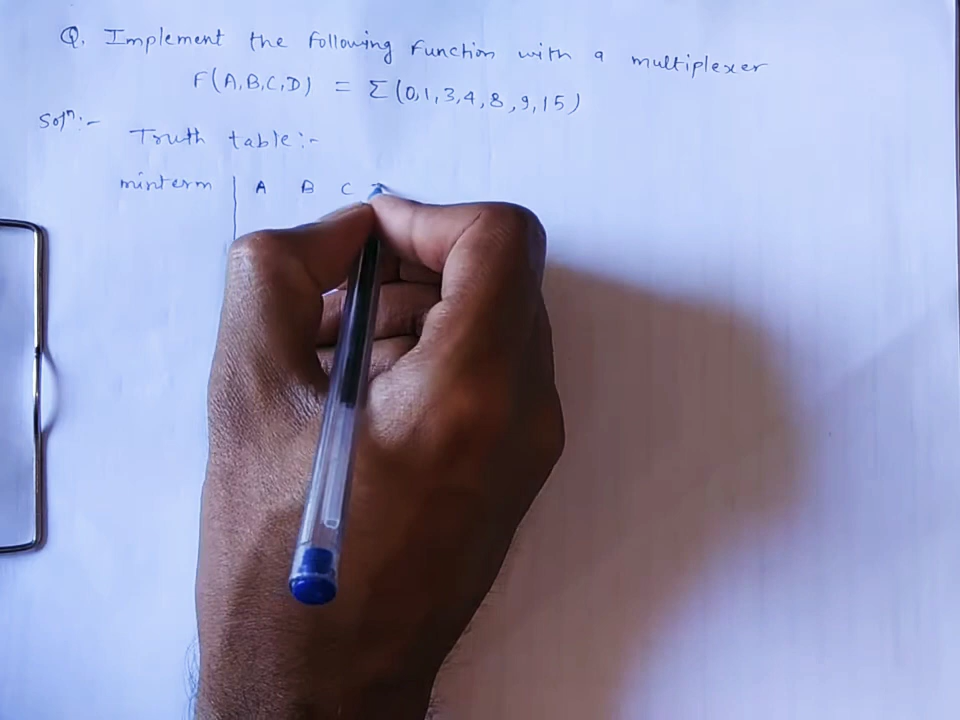 Q. Implement the following function with a multiplexer
F(A,B,C,D) = Σ(0,1,3,4,8,9,15)
Solⁿ:-
Truth table:-
minterm | A B C